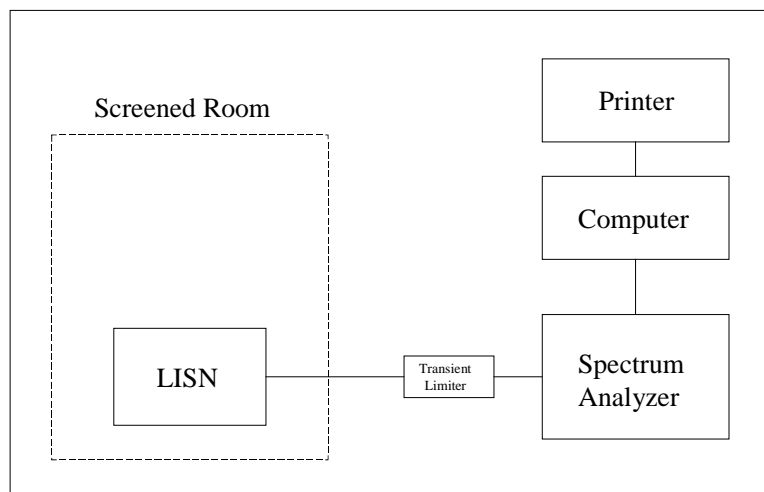 Screened Room
Printer
Computer
LISN
Transient
Limiter
Spectrum
Analyzer